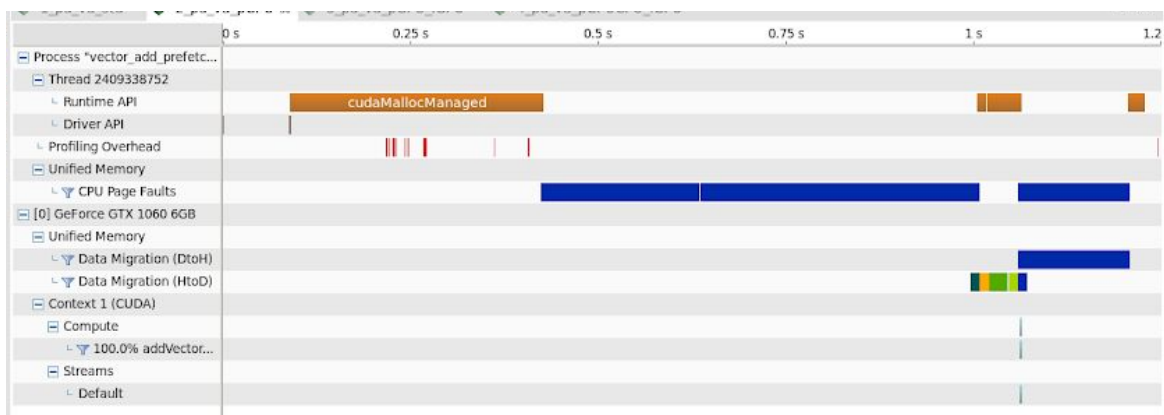 0 s 0.25 s 0.5 s 0.75 s 1 s 1.2
Process "vector_add_prefetc...
Thread 2409338752
Runtime API cudaMallocManaged
Driver API
Profiling Overhead
Unified Memory
CPU Page Faults
[0] GeForce GTX 1060 6GB
Unified Memory
Data Migration (DtoH)
Data Migration (HtoD)
Context 1 (CUDA)
Compute
100.0% addVector...
Streams
Default